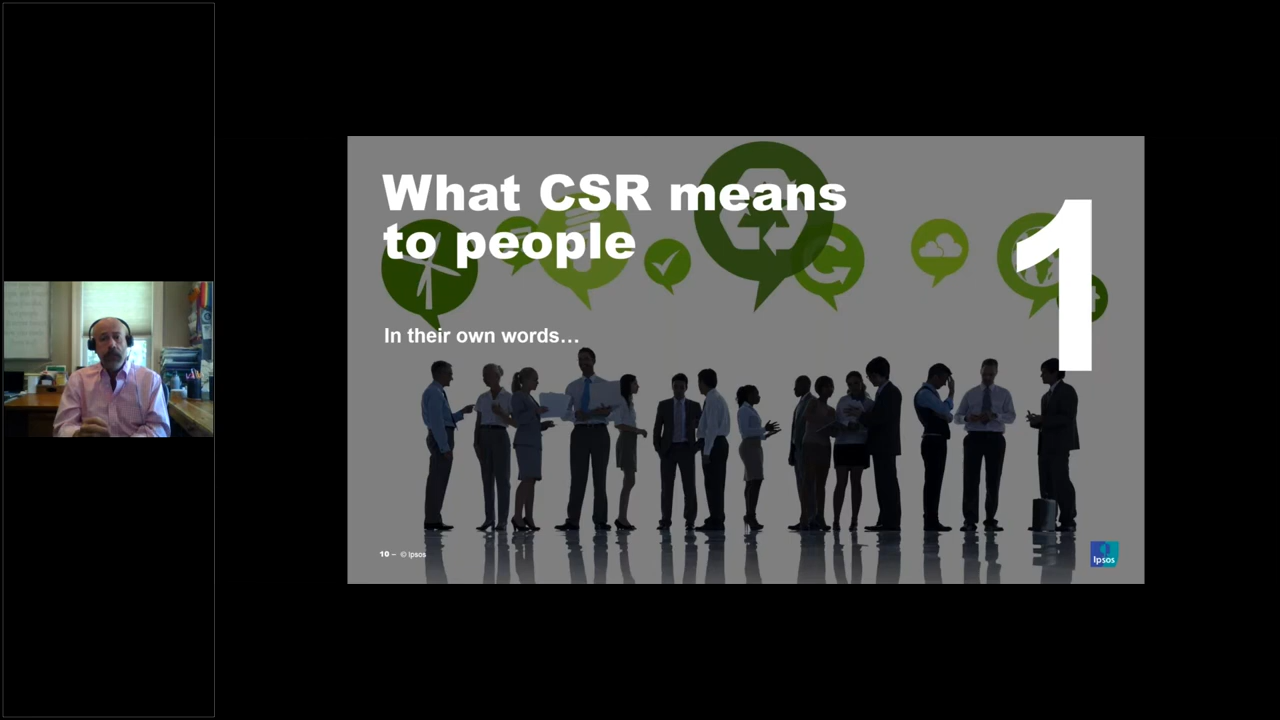 What CSR means
to people
1
In their own words…
10 – © Ipsos
Ipsos